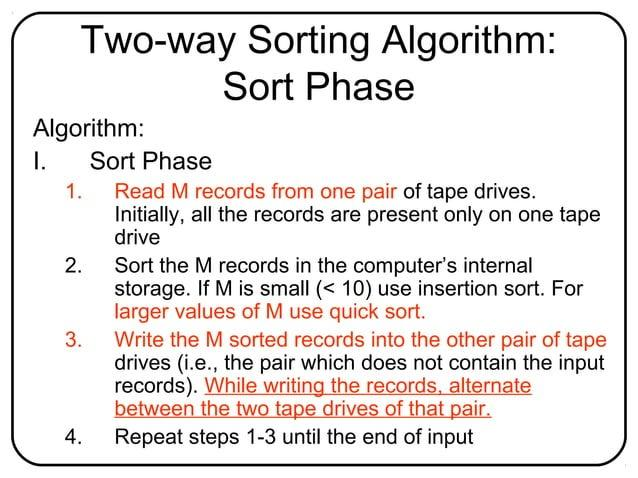 Two-way Sorting Algorithm:
Sort Phase
Algorithm:
I. Sort Phase
1. Read M records from one pair of tape drives.
Initially, all the records are present only on one tape
drive
2. Sort the M records in the computer’s internal
storage. If M is small (< 10) use insertion sort. For
larger values of M use quick sort.
3. Write the M sorted records into the other pair of tape
drives (i.e., the pair which does not contain the input
records). While writing the records, alternate
between the two tape drives of that pair.
4. Repeat steps 1-3 until the end of input